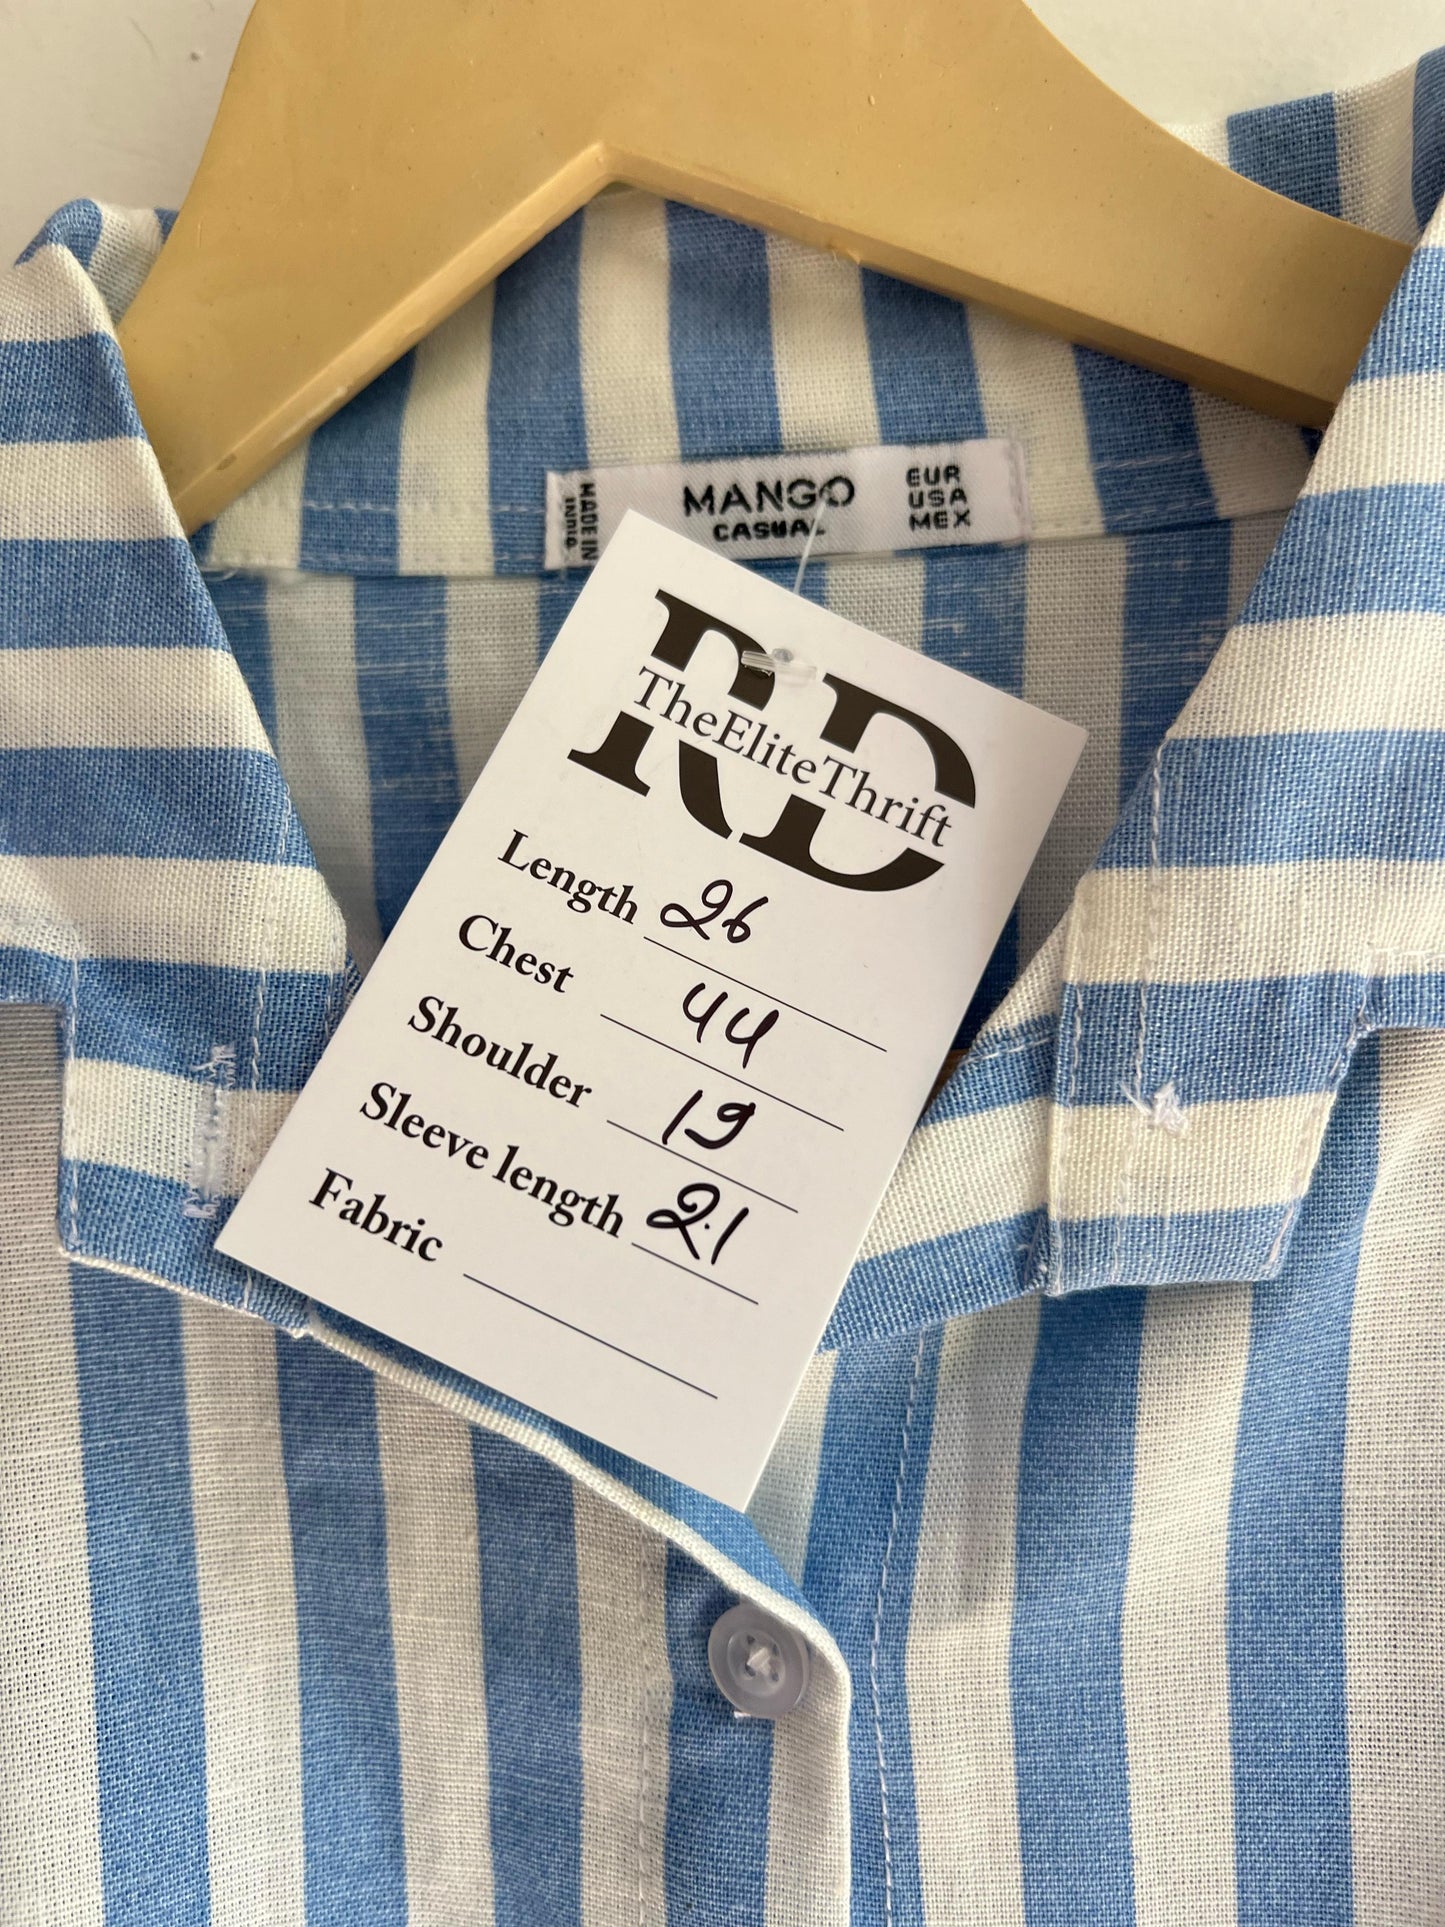 MADE IN
INDIA
MANGO
CASUAL
EUR
USA
MEX
RD
TheEliteThrift
Length 26
Chest 44
Shoulder 19
Sleeve length 21
Fabric